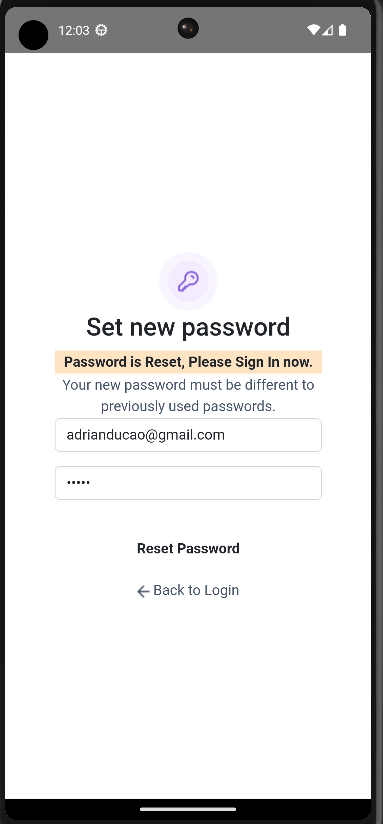 12:03
Set new password
Password is Reset, Please Sign In now.
Your new password must be different to
previously used passwords.
adrianducao@gmail.com
•••••
Reset Password
Back to Login